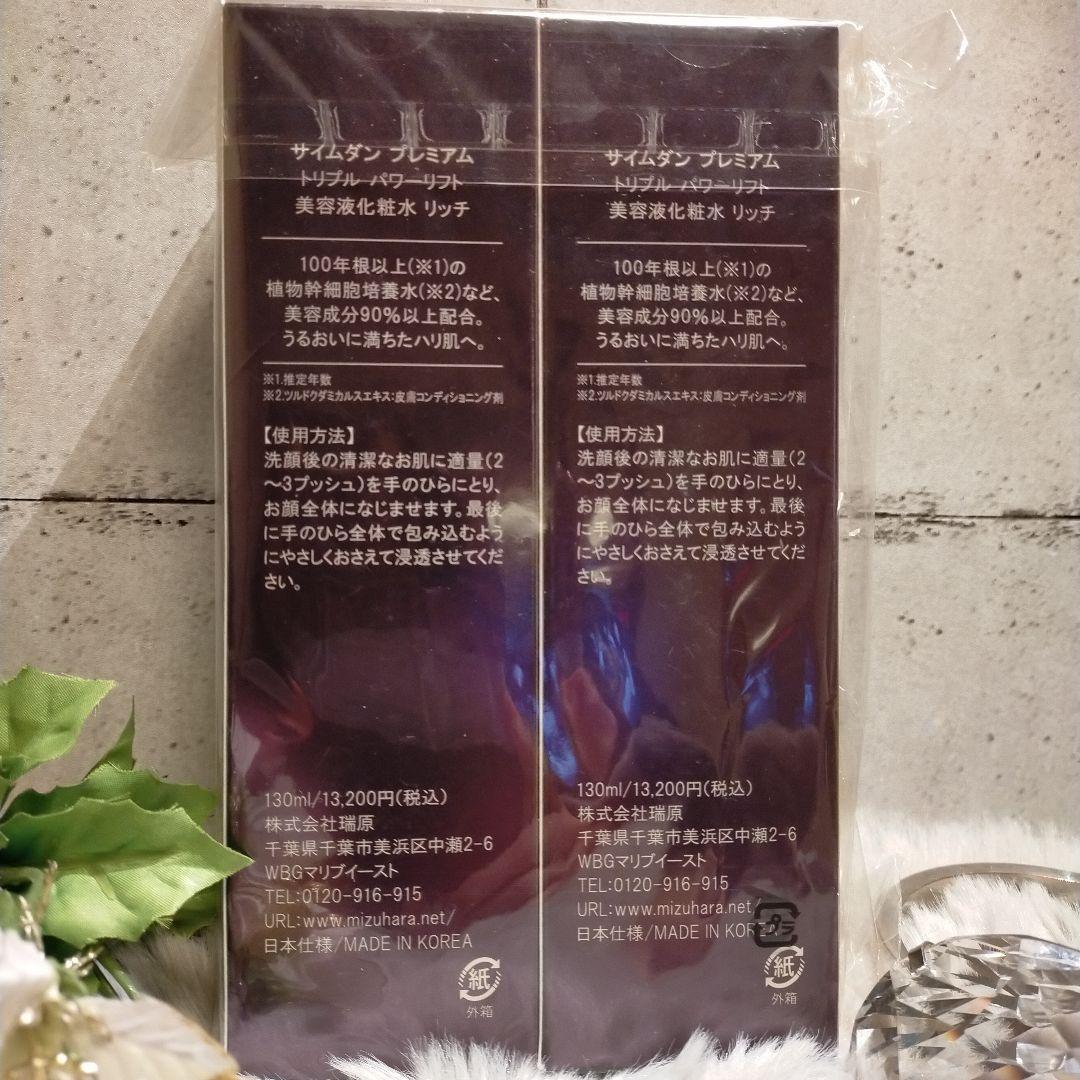 サイムダン プレミアム
トリプル パワーリフト
美容液化粧水 リッチ
100年根以上(※1)の
植物幹細胞培養水(※2)など、
美容成分90%以上配合。
うるおいに満ちたハリ肌へ。
※1.推定年数
※2.ツルドクダミカルスエキス:皮膚コンディショニング剤
【使用方法】
洗顔後の清潔なお肌に適量(2
〜3プッシュ)を手のひらにとり、
お顔全体になじませます。最後
に手のひら全体で包み込むよう
にやさしくおさえて浸透させてくだ
さい。
130ml/13,200円(税込)
株式会社瑞原
千葉県千葉市美浜区中瀬2-6
WBGマリブイースト
TEL:0120-916-915
URL:www.mizuhara.net/
日本仕様/MADE IN KOREA
紙
外箱
サイムダン プレミアム
トリプル パワーリフト
美容液化粧水 リッチ
100年根以上(※1)の
植物幹細胞培養水(※2)など、
美容成分90%以上配合。
うるおいに満ちたハリ肌へ。
※1.推定年数
※2.ツルドクダミカルスエキス:皮膚コンディショニング剤
【使用方法】
洗顔後の清潔なお肌に適量(2
〜3プッシュ)を手のひらにとり、
お顔全体になじませます。最後
に手のひら全体で包み込むよう
にやさしくおさえて浸透させてくだ
さい。
130ml/13,200円(税込)
株式会社瑞原
千葉県千葉市美浜区中瀬2-6
WBGマリブイースト
TEL:0120-916-915
URL:www.mizuhara.net/
日本仕様/MADE IN KOREA
プラ
紙
外箱